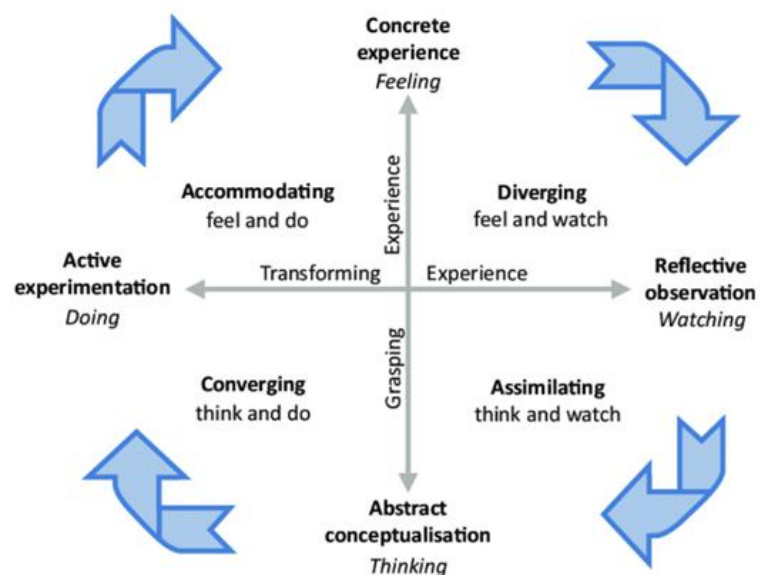 Concrete
experience
Feeling
Accommodating
feel and do
Experience
Diverging
feel and watch
Active
experimentation
Doing
Transforming
Experience
Reflective
observation
Watching
Grasping
Converging
think and do
Assimilating
think and watch
Abstract
conceptualisation
Thinking